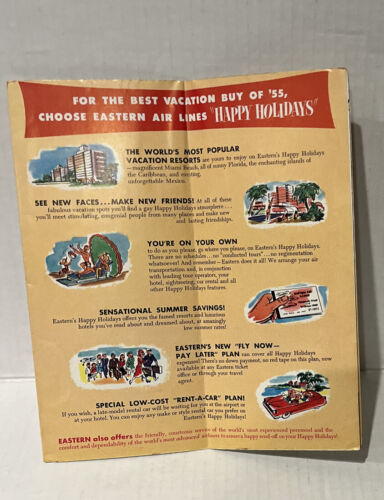 FOR THE BEST VACATION BUY OF '55,
CHOOSE EASTERN AIR LINES "HAPPY HOLIDAYS"
THE WORLD'S MOST POPULAR
VACATION RESORTS are yours to enjoy on Eastern's Happy Holidays
—magnificent Miami Beach, all of sunny Florida, the enchanting islands of
the Caribbean, and exciting,
unforgettable Mexico.
SEE NEW FACES...MAKE NEW FRIENDS! At all of these
fabulous vacation spots you'll find a gay Happy Holidays atmosphere...
you'll meet stimulating, congenial people from many places and make new
and lasting friendships.
YOU'RE ON YOUR OWN
to do as you please, go where you please, on Eastern's Happy Holidays.
There are no schedules...no "conducted tours"...no regimentation
whatsoever! And remember—Eastern does it all! We arrange your air
transportation and, in conjunction
with leading tour operators, your
hotel, sightseeing, car rental and all
other Happy Holidays features.
SENSATIONAL SUMMER SAVINGS!
Eastern's Happy Holidays offers you the famed resorts and luxurious
hotels you've read about and dreamed about, at amazingly
low summer rates!
EASTERN'S NEW "FLY NOW—
PAY LATER" PLAN can cover all Happy Holidays
expenses! There's no down payment, no red tape on this plan, now
available at any Eastern ticket
office or through your travel
agent.
SPECIAL LOW-COST "RENT-A-CAR" PLAN!
If you wish, a late-model rental car will be waiting for you at the airport or
at your hotel. You can enjoy any make or style rental car you prefer on
Eastern's Happy Holidays!
EASTERN also offers the friendly, courteous service of the world's most experienced personnel and the
comfort and dependability of the world's most advanced airliners to assure a happy send-off on your Happy Holidays!